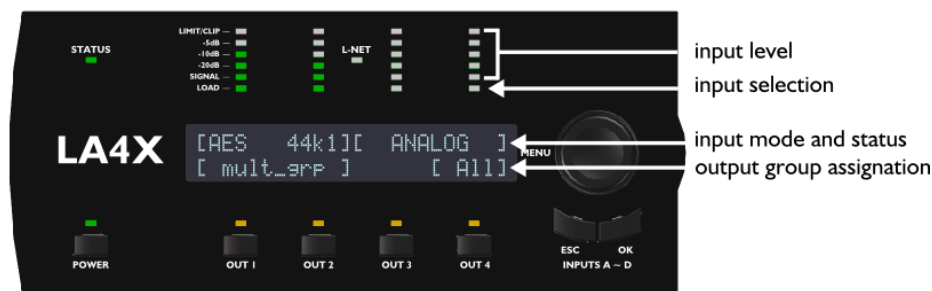 LIMIT/CLIP
-5dB
-10dB
-20dB
SIGNAL
LOAD
STATUS
L-NET
input level
input selection
LA4X
[AES 44k1][ ANALOG ]
[ mult_grp ] [ All]
MENU
input mode and status
output group assignation
POWER
OUT 1
OUT 2
OUT 3
OUT 4
ESC
OK
INPUTS A ~ D